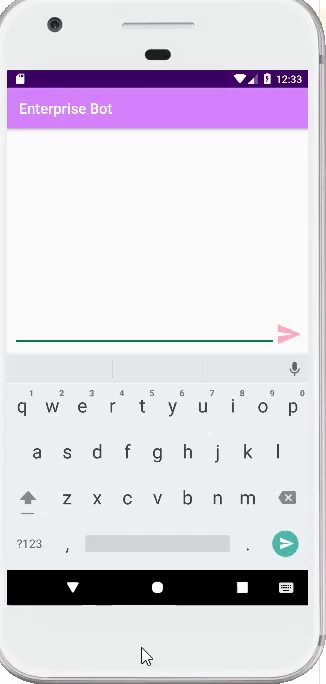 12:33
Enterprise Bot
1 2 3 4 5 6 7 8 9 0
q w e r t y u i o p
a s d f g h j k l
z x c v b n m
?123 , .